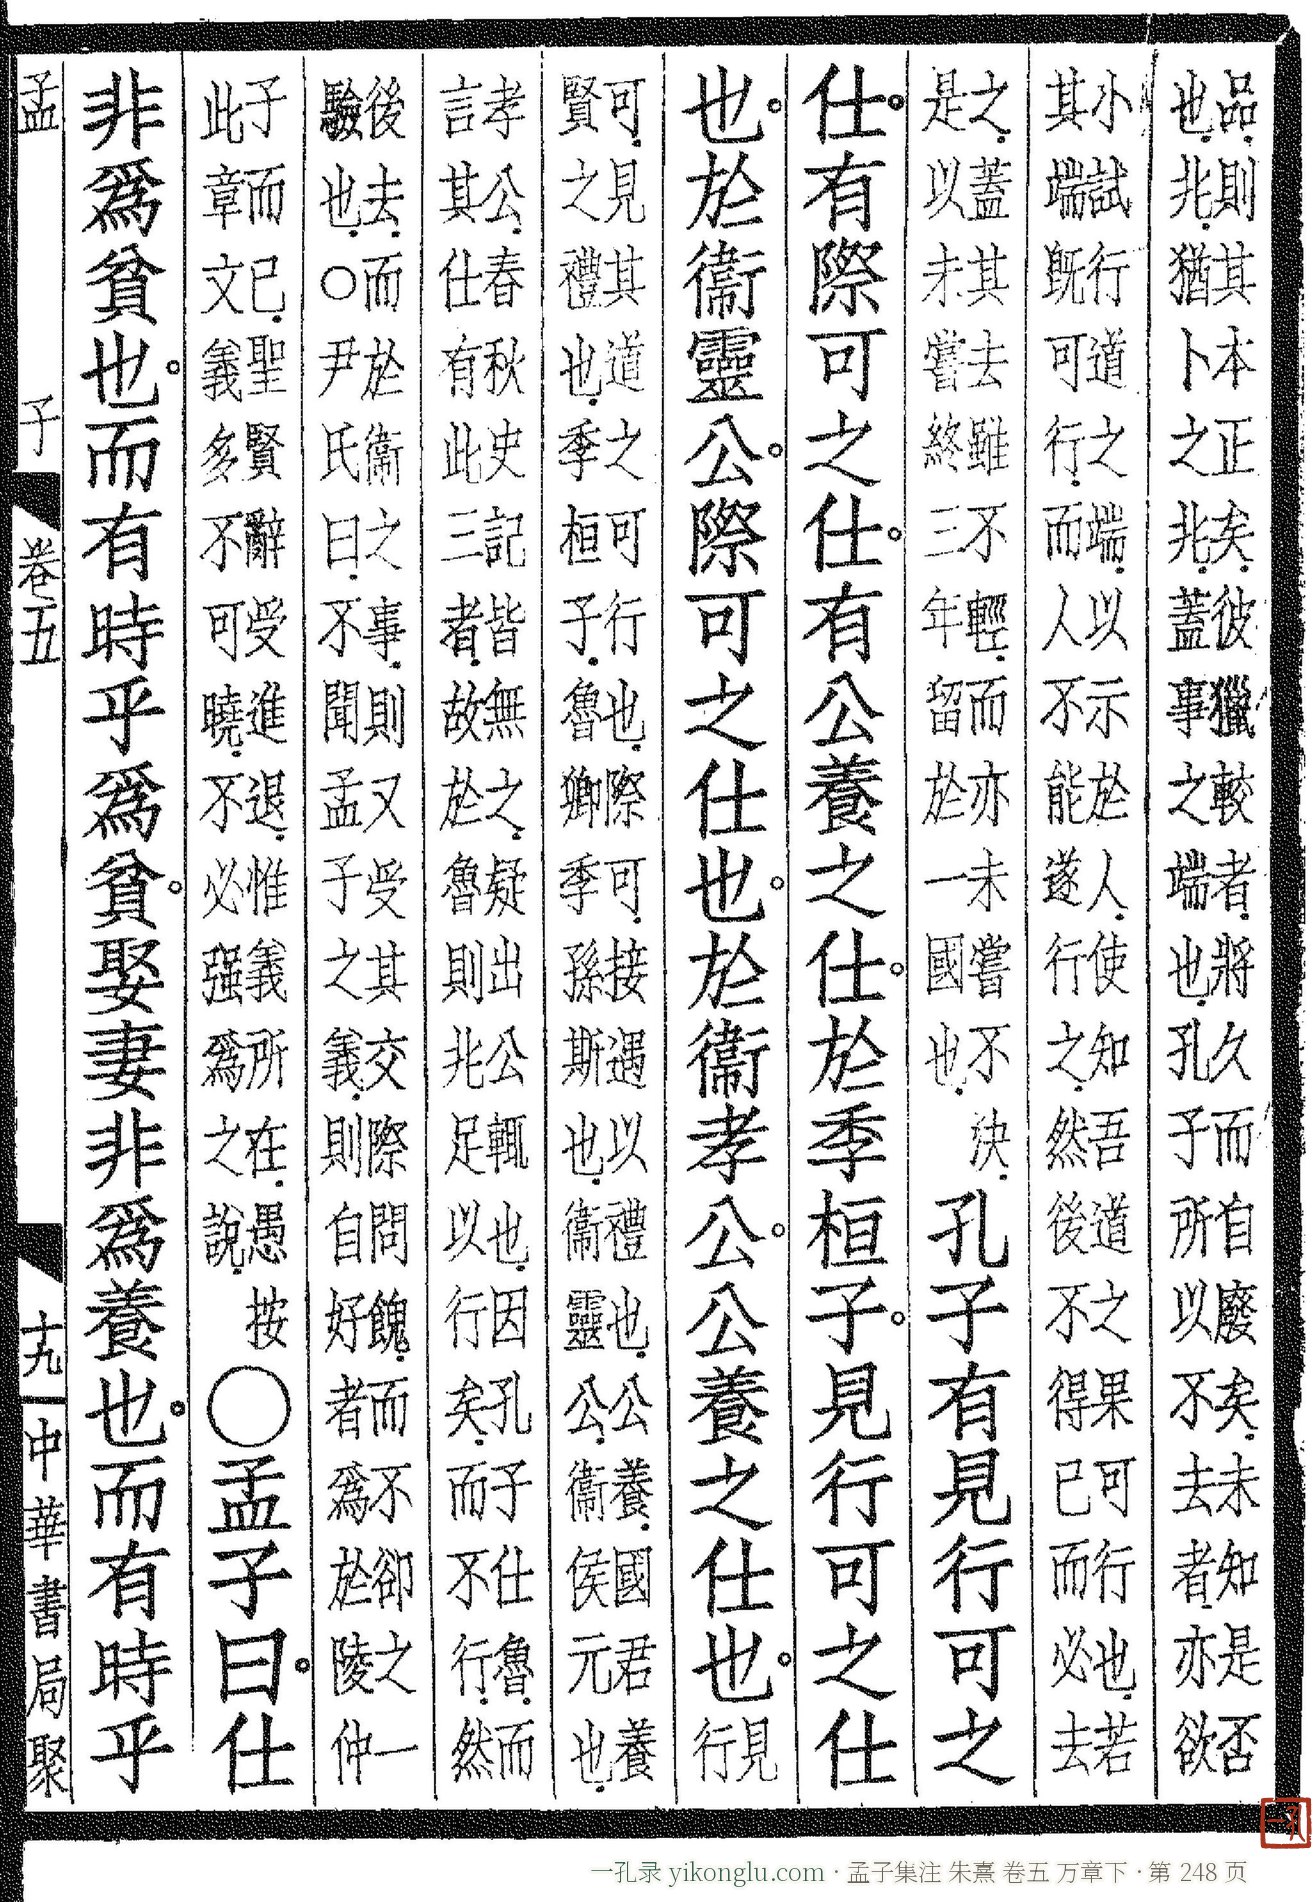 品則其本正矣彼獵較者將久而自廢矣未知是否
也兆猶卜之兆蓋事之端也孔子所以不去者亦欲
小試行道之端以示於人使知吾道之果可行也若
其端既可行而人不能遂行之然後不得已而必去
之蓋其去雖不輕而亦未嘗不決
是以未嘗終三年留於一國也
孔子有見行可之
仕。有際可之仕。有公養之仕。於季桓子。見行可之仕
也。於衞靈公。際可之仕也。於衞孝公。公養之仕也。
見
行
可見其道之可行也際可接遇以禮也公養國君養
賢之禮也季桓子魯卿季孫斯也衞靈公衞侯元也
孝公春秋史記皆無之疑出公輒也因孔子仕魯而
言其仕有此三者故於魯則兆足以行矣而不行然
後去而於衞之事則又受其交際問餽而不卻之一
驗也○尹氏曰不聞孟子之義則自好者爲於陵仲
子而已聖賢辭受進退惟義所在愚按
此章文義多不可曉不必强爲之說
○孟子曰。仕
非爲貧也。而有時乎爲貧。娶妻非爲養也。而有時乎
孟子 卷五 十九 中華書局聚
一孔
一孔录 yikonglu.com · 孟子集注 朱熹 卷五 万章下 · 第 248 页